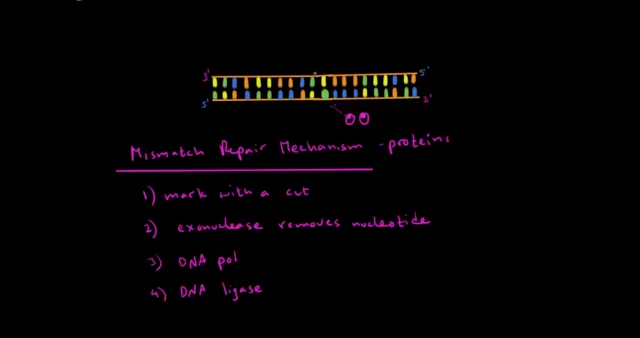 3' 5'
5' 3'
Mismatch Repair Mechanism - proteins
1) mark with a cut
2) exonuclease removes nucleotide
3) DNA pol
4) DNA ligase